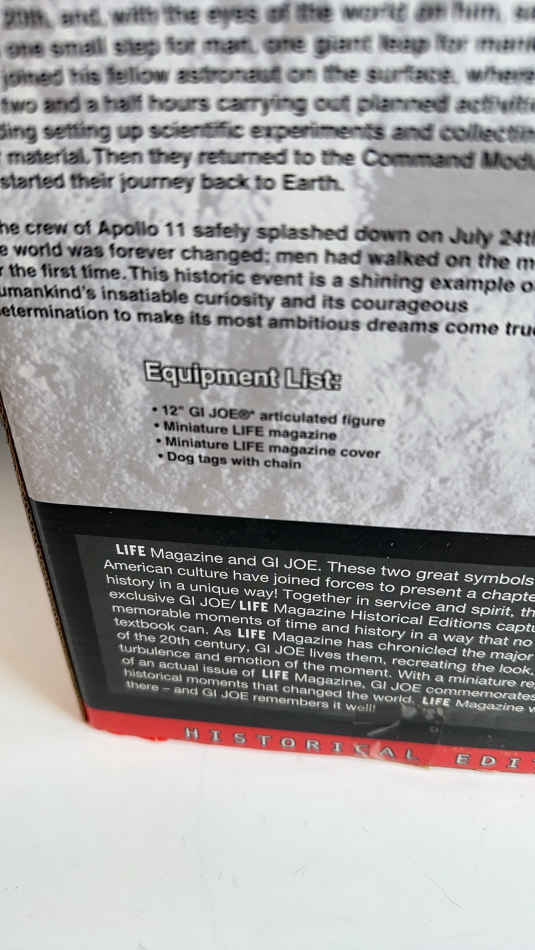 20th, and, with the eyes of the world on him,
one small step for man, one giant leap for
joined his fellow astronaut on the surface, where
two and a half hours carrying out planned
ding setting up scientific experiments and collectin
material. Then they returned to the Command Modu
started their journey back to Earth.
he crew of Apollo 11 safely splashed down on July 24th
e world was forever changed; men had walked on the m
r the first time. This historic event is a shining example o
umankind's insatiable curiosity and its courageous
etermination to make its most ambitious dreams come true
Equipment List:
• 12" GI JOE®* articulated figure
• Miniature LIFE magazine
• Miniature LIFE magazine cover
• Dog tags with chain
LIFE Magazine and GI JOE. These two great symbols
American culture have joined forces to present a chapte
history in a unique way! Together in service and spirit, th
exclusive GI JOE/LIFE Magazine Historical Editions captu
memorable moments of time and history in a way that no
textbook can. As LIFE Magazine has chronicled the major
of the 20th century, GI JOE lives them, recreating the look,
turbulence and emotion of the moment. With a miniature re
of an actual issue of LIFE Magazine, GI JOE commemorates
historical moments that changed the world. LIFE Magazine w
there – and GI JOE remembers it well!
HISTORICAL EDI